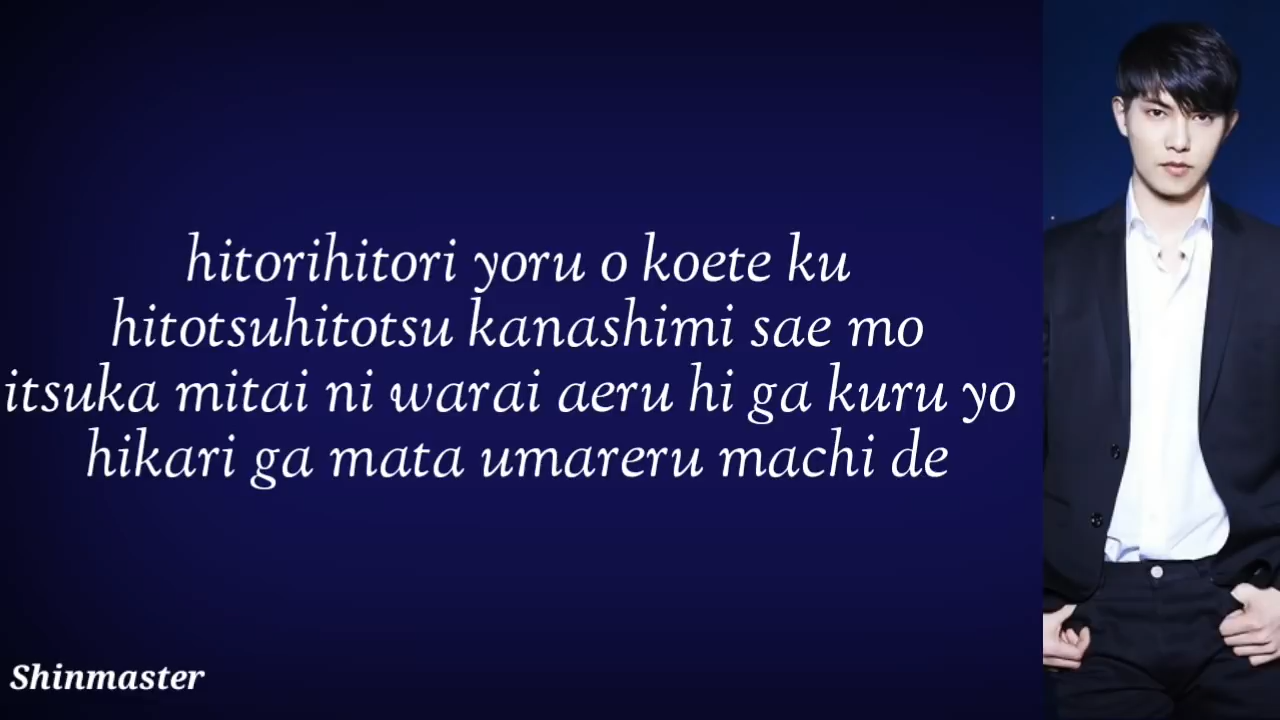 hitorihitori yoru o koete ku
hitotsuhitotsu kanashimi sae mo
itsuka mitai ni warai aeru hi ga kuru yo
hikari ga mata umareru machi de
Shinmaster